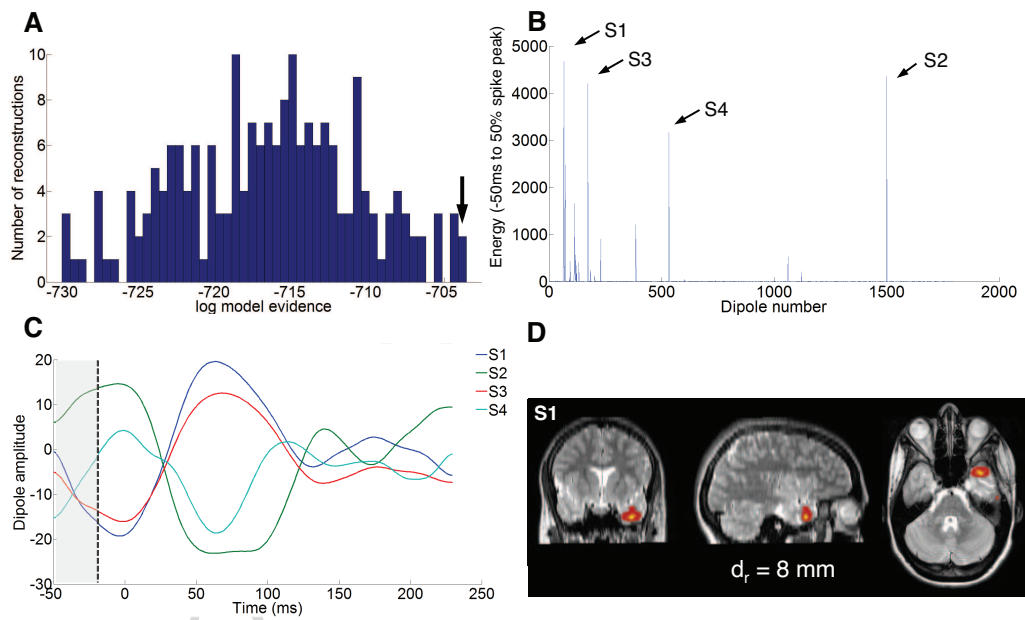 A
Number of reconstructions
10
8
6
4
2
0
-730
-725
-720
-715
-710
-705
log model evidence
B
Energy (-50ms to 50% spike peak)
5000
4000
3000
2000
1000
0
0
500
1000
1500
2000
Dipole number
S1
S3
S4
S2
C
Dipole amplitude
20
10
0
-10
-20
-30
-50
0
50
100
150
200
250
Time (ms)
S1
S2
S3
S4
D
S1
dr = 8 mm